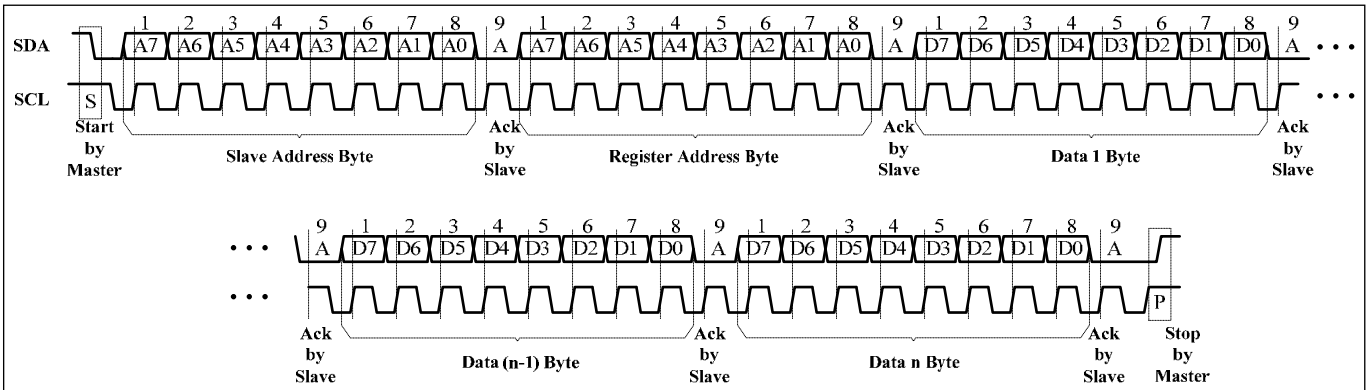 1 2 3 4 5 6 7 8 9 1 2 3 4 5 6 7 8 9 1 2 3 4 5 6 7 8 9
SDA A7 A6 A5 A4 A3 A2 A1 A0 A A7 A6 A5 A4 A3 A2 A1 A0 A D7 D6 D5 D4 D3 D2 D1 D0 A • • •
SCL S • • •
Start by Master
Slave Address Byte
Ack by Slave
Register Address Byte
Ack by Slave
Data 1 Byte
Ack by Slave
9 1 2 3 4 5 6 7 8 9 1 2 3 4 5 6 7 8 9
• • • A D7 D6 D5 D4 D3 D2 D1 D0 A D7 D6 D5 D4 D3 D2 D1 D0 A
• • • P
Ack by Slave
Data (n-1) Byte
Ack by Slave
Data n Byte
Ack by Slave
Stop by Master